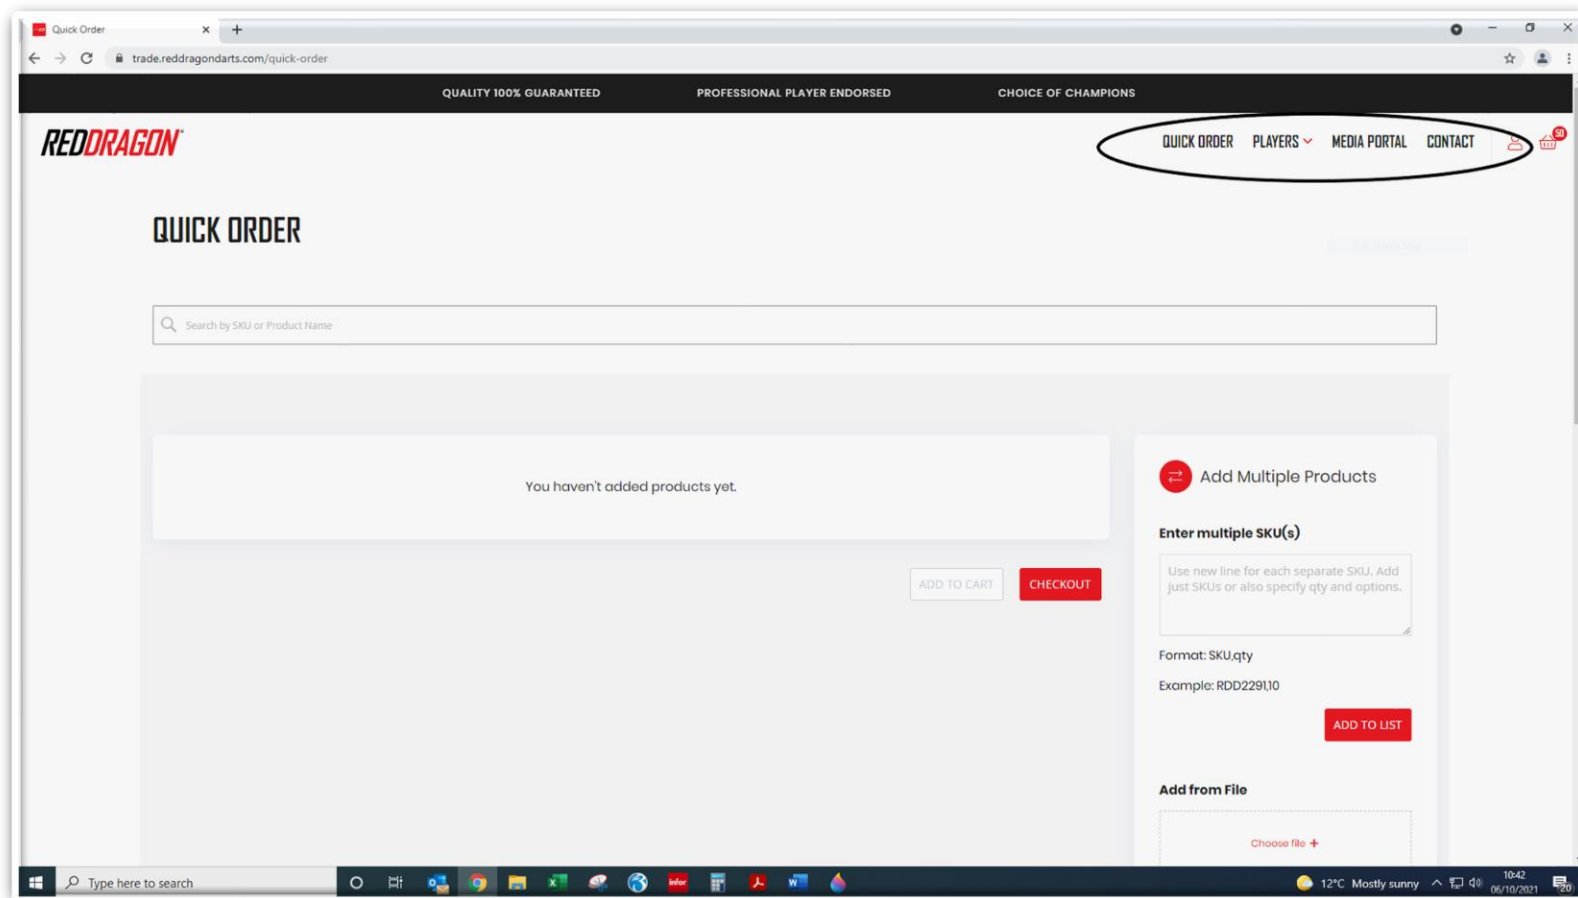 Quick Order
trade.reddragondarts.com/quick-order
QUALITY 100% GUARANTEED PROFESSIONAL PLAYER ENDORSED CHOICE OF CHAMPIONS
REDDRAGON QUICK ORDER PLAYERS MEDIA PORTAL CONTACT 50
QUICK ORDER
Search by SKU or Product Name
You haven't added products yet.
ADD TO CART CHECKOUT
Add Multiple Products
Enter multiple SKU(s)
Use new line for each separate SKU. Add
just SKUs or also specify qty and options.
Format: SKU,qty
Example: RDD2291,10
ADD TO LIST
Add from File
Choose file +
Type here to search infor 12°C Mostly sunny 10:42
06/10/2021 20